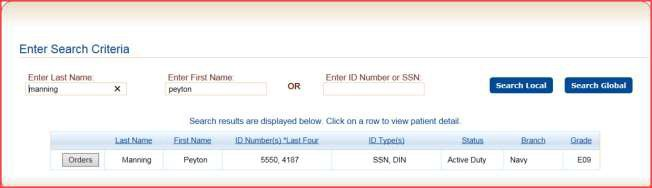 Enter Search Criteria
Enter Last Name: Enter First Name: OR Enter ID Number or SSN:
manning ✕ peyton Search Local Search Global
Search results are displayed below. Click on a row to view patient detail.
Last Name First Name ID Number(s) *Last Four ID Type(s) Status Branch Grade
Orders Manning Peyton 5550, 4187 SSN, DIN Active Duty Navy E09